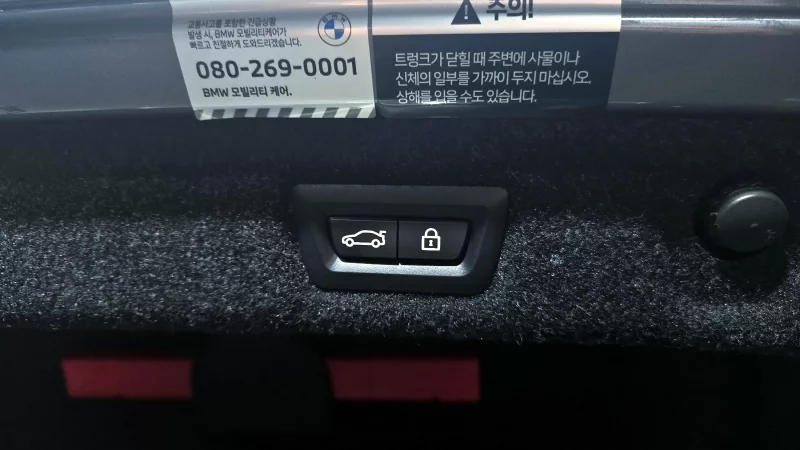 교통사고를 포함한 긴급상황
발생 시, BMW 모빌리티케어가
빠르고 친절하게 도와드리겠습니다.
080-269-0001
BMW 모빌리티 케어.
BMW
주의!
트렁크가 닫힐 때 주변에 사물이나
신체의 일부를 가까이 두지 마십시오.
상해를 입을 수도 있습니다.